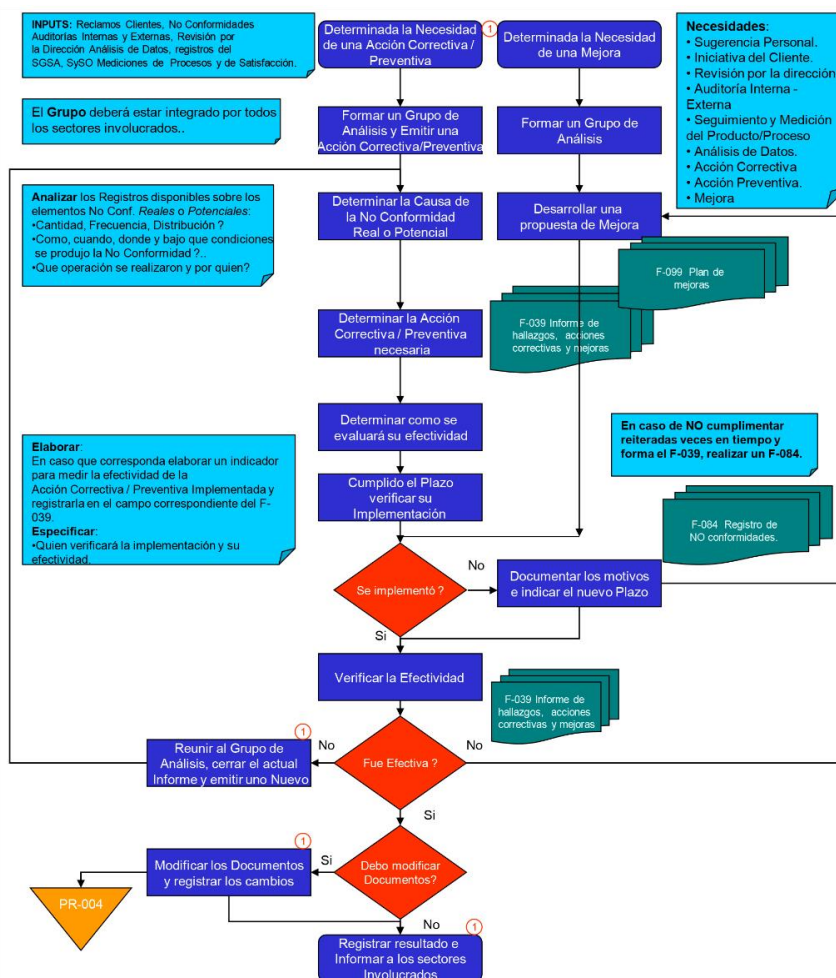 INPUTS: Reclamos Clientes, No Conformidades
Auditorías Internas y Externas, Revisión por
la Dirección Análisis de Datos, registros del
SGSA, SySO Mediciones de Procesos y de Satisfacción.
Determinada la Necesidad
de una Acción Correctiva /
Preventiva
1
Determinada la Necesidad
de una Mejora
Necesidades:
• Sugerencia Personal.
• Iniciativa del Cliente.
• Revisión por la dirección
• Auditoría Interna -
Externa
• Seguimiento y Medición
del Producto/Proceso
• Análisis de Datos.
• Acción Correctiva
• Acción Preventiva.
• Mejora
El Grupo deberá estar integrado por todos
los sectores involucrados..
Formar un Grupo de
Análisis y Emitir una
Acción Correctiva/Preventiva
Formar un Grupo de
Análisis
Analizar los Registros disponibles sobre los
elementos No Conf. Reales o Potenciales:
•Cantidad, Frecuencia, Distribución ?
•Como, cuando, donde y bajo que condiciones
se produjo la No Conformidad ?..
•Que operación se realizaron y por quien?
Determinar la Causa de
la No Conformidad
Real o Potencial
Desarrollar una
propuesta de Mejora
F-099 Plan de
mejoras
Determinar la Acción
Correctiva / Preventiva
necesaria
F-039 Informe de
hallazgos, acciones
correctivas y mejoras
Determinar como se
evaluará su efectividad
En caso de NO cumplimentar
reiteradas veces en tiempo y
forma el F-039, realizar un F-084.
Elaborar:
En caso que corresponda elaborar un indicador
para medir la efectividad de la
Acción Correctiva / Preventiva Implementada y
registrarla en el campo correspondiente del F-
039.
Especificar:
•Quien verificará la implementación y su
efectividad.
Cumplido el Plazo
verificar su
Implementación
F-084 Registro de
NO conformidades.
Se implementó ?
No
Documentar los motivos
e indicar el nuevo Plazo
Si
Verificar la Efectividad
F-039 Informe de
hallazgos, acciones
correctivas y mejoras
1
Reunir al Grupo de
Análisis, cerrar el actual
Informe y emitir uno Nuevo
No
Fue Efectiva ?
No
Si
1
Modificar los Documentos
y registrar los cambios
Si
Debo modificar
Documentos?
PR-004
No
1
Registrar resultado e
Informar a los sectores
Involucrados